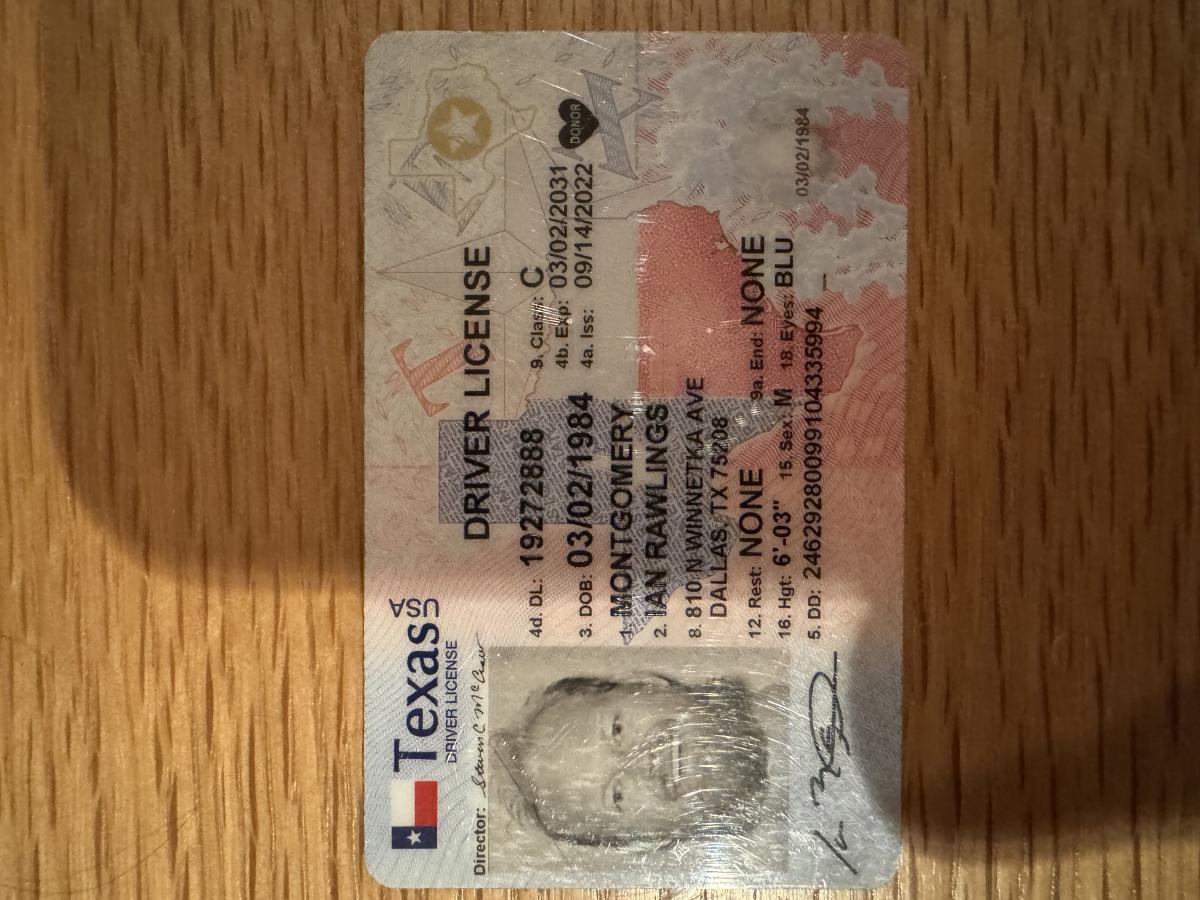 Texas USA
DRIVER LICENSE
Director: Steven C McCraw
DRIVER LICENSE
4d. DL: 19272888 9. Class: C
3. DOB: 03/02/1984 4b. Exp: 03/02/2031
4a. Iss: 09/14/2022
DONOR
1. MONTGOMERY
2. IAN RAWLINGS
8. 810 N WINNETKA AVE
DALLAS, TX 75208
12. Rest: NONE 9a. End: NONE
16. Hgt: 6'-03" 15. Sex: M 18. Eyes: BLU
5. DD: 24629280099104335994
03/02/1984